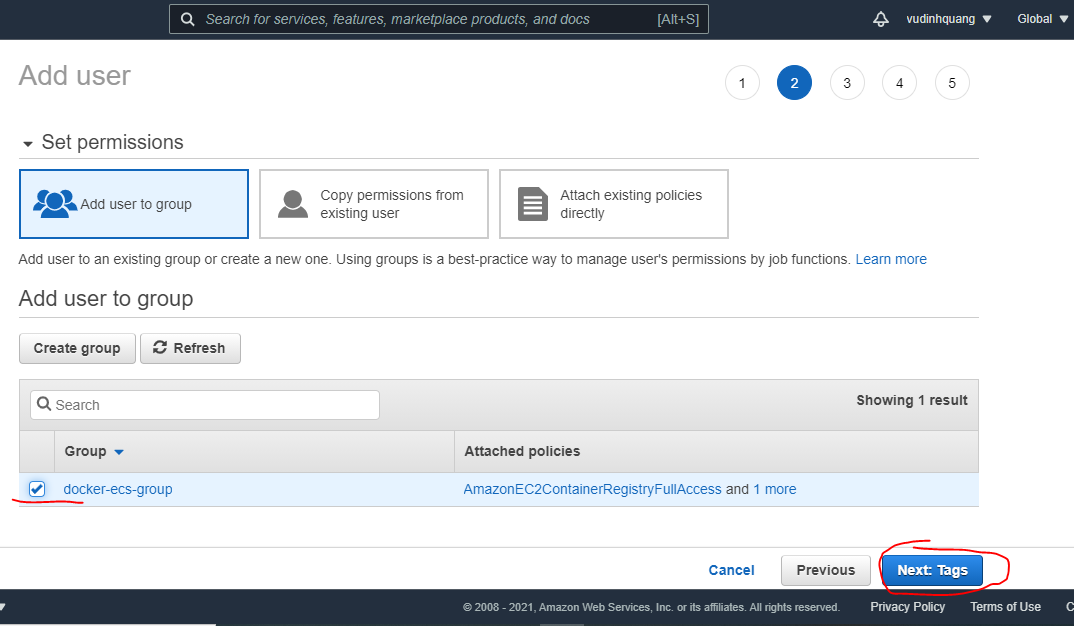 Search for services, features, marketplace products, and docs [Alt+S] vudinhquang Global
Add user 1 2 3 4 5
Set permissions
Add user to group
Copy permissions from
existing user
Attach existing policies
directly
Add user to an existing group or create a new one. Using groups is a best-practice way to manage user's permissions by job functions. Learn more
Add user to group
Create group Refresh
Search Showing 1 result
Group Attached policies
docker-ecs-group AmazonEC2ContainerRegistryFullAccess and 1 more
Cancel Previous Next: Tags
© 2008 - 2021, Amazon Web Services, Inc. or its affiliates. All rights reserved. Privacy Policy Terms of Use C